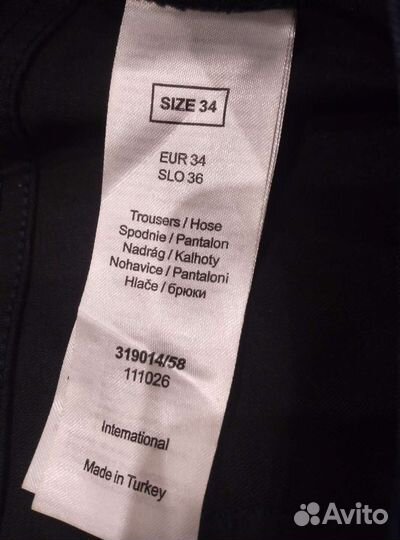 SIZE 34
EUR 34
SLO 36
Trousers / Hose
Spodnie / Pantalon
Nadrág / Kalhoty
Nohavice / Pantaloni
Hlače / брюки
319014/58
111026
International
Made in Turkey
Avito